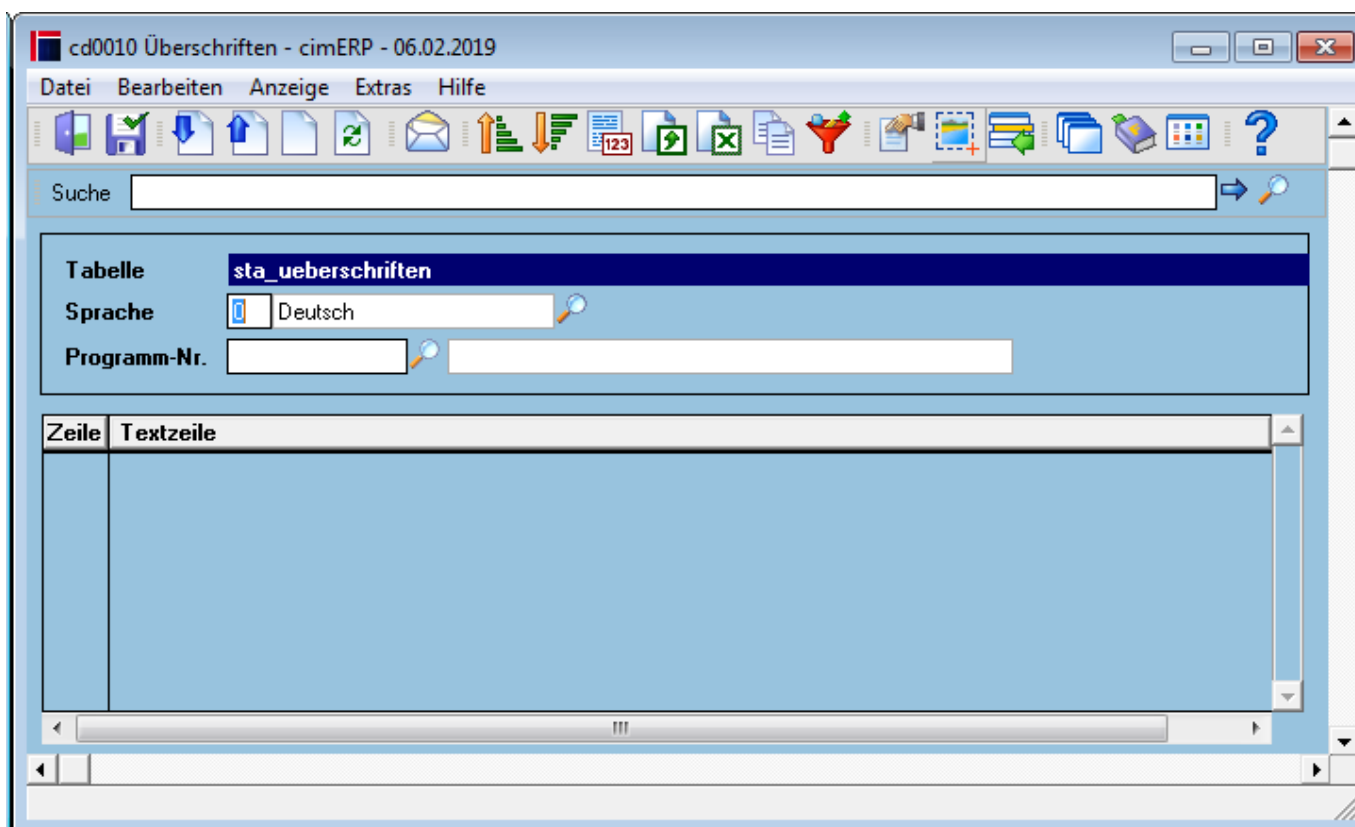 cd0010 Überschriften - cimERP - 06.02.2019
Datei Bearbeiten Anzeige Extras Hilfe
123
Suche
Tabelle sta_ueberschriften
Sprache 0 Deutsch
Programm-Nr.
Zeile Textzeile